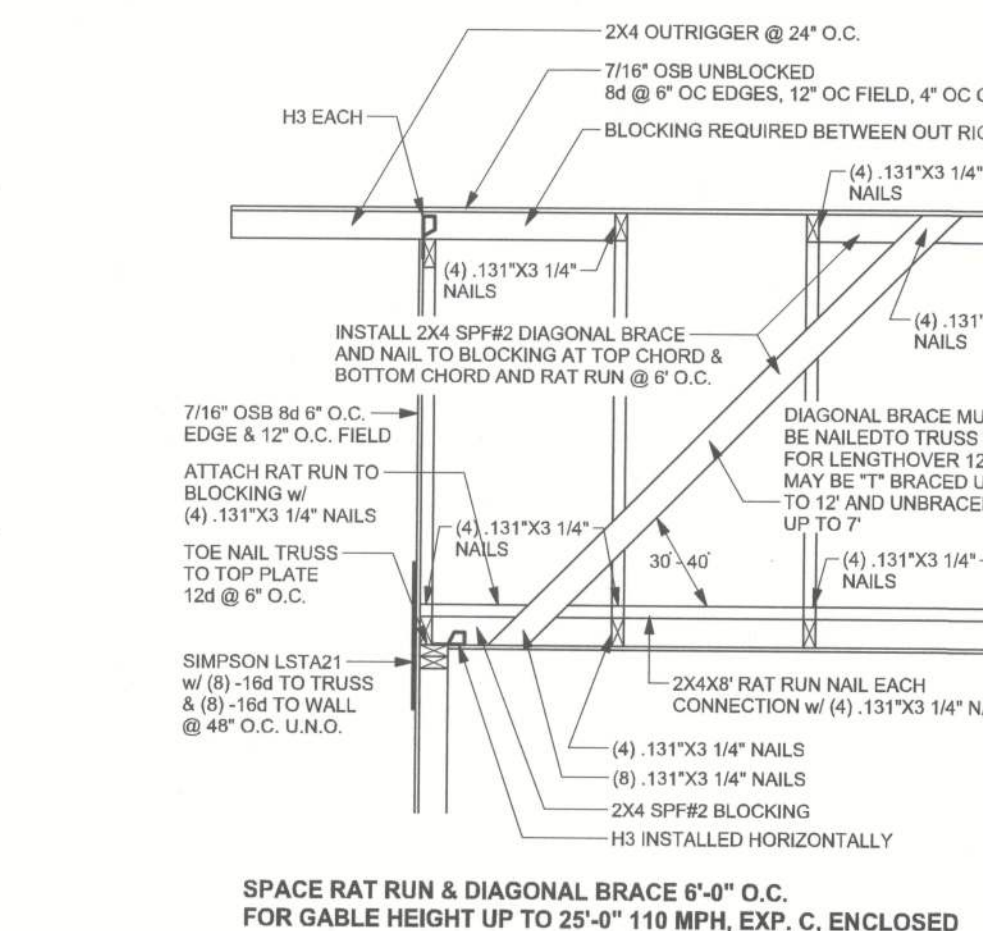 2X4 OUTRIGGER @ 24" O.C.
7/16" OSB UNBLOCKED
8d @ 6" OC EDGES, 12" OC FIELD, 4" OC
H3 EACH
BLOCKING REQUIRED BETWEEN OUT
(4) .131"X3 1/4"
NAILS
(4) .131"X3 1/4"
NAILS
(4) .131"
NAILS
INSTALL 2X4 SPF#2 DIAGONAL BRACE
AND NAIL TO BLOCKING AT TOP CHORD &
BOTTOM CHORD AND RAT RUN @ 6' O.C.
7/16" OSB 8d 6" O.C.
EDGE & 12" O.C. FIELD
DIAGONAL BRACE
BE NAILEDTO TRUSS
FOR LENGTHOVER 12
MAY BE "T" BRACED
TO 12' AND
UP TO 7'
ATTACH RAT RUN TO
BLOCKING w/
(4) .131"X3 1/4" NAILS
(4) .131"X3 1/4"
NAILS
30° - 40°
(4) .131"X3 1/4"
NAILS
TOE NAIL TRUSS
TO TOP PLATE
12d @ 6" O.C.
SIMPSON LSTA21
w/ (8) -16d TO TRUSS
& (8) -16d TO WALL
@ 48" O.C. U.N.O.
2X4X8' RAT RUN NAIL EACH
CONNECTION w/ (4) .131"X3 1/4"
(4) .131"X3 1/4" NAILS
(8) .131"X3 1/4" NAILS
2X4 SPF#2 BLOCKING
H3 INSTALLED HORIZONTALLY
SPACE RAT RUN & DIAGONAL BRACE 6'-0" O.C.
FOR GABLE HEIGHT UP TO 25'-0" 110 MPH, EXP. C, ENCLOSED